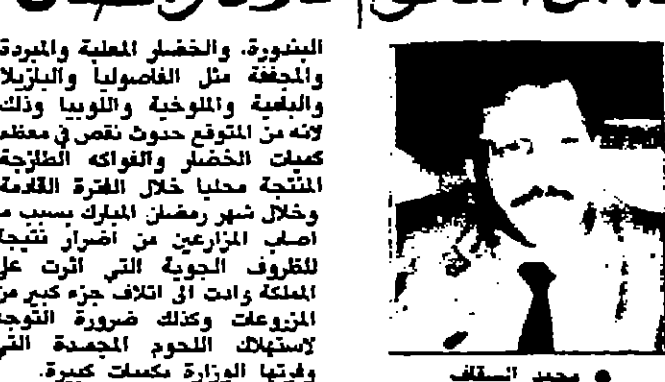 البندورة، والخضار المعلبة والمبردة
والمجففة مثل الفاصوليا والبازيلا
والبامية والملوخية واللوبيا وذلك
لانه من المتوقع حدوث نقص في معظم
كميات الخضار والفواكه الطازجة
المنتجة محليا خلال الفترة القادمة
وخلال شهر رمضان المبارك بسبب
اصاب المزارعين من اضرار نتيجة
للظروف الجوية التي اثرت على
المملكة وادت الى اتلاف جزء كبير من
المزروعات وكذلك ضرورة التوجه
لاستهلاك اللحوم المجمدة التي
وفرتها الوزارة بكميات كبيرة.
● محمد السقاف